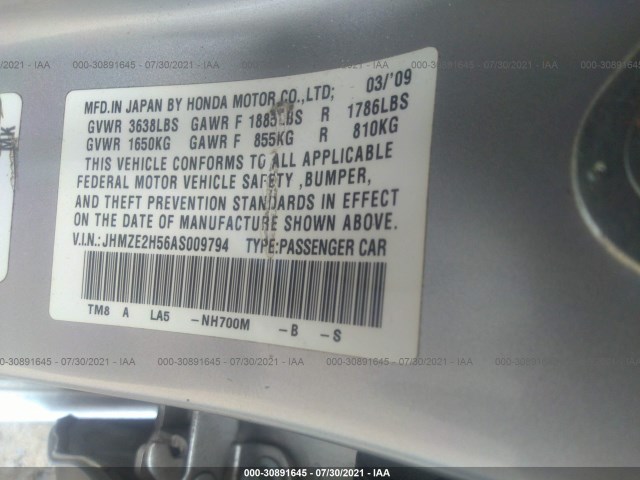 000-30891645 - 07/30/2021 - IAA
MFD.IN JAPAN BY HONDA MOTOR CO.,LTD; 03/'09
GVWR 3638LBS GAWR F 1885LBS R 1786LBS
GVWR 1650KG GAWR F 855KG R 810KG
THIS VEHICLE CONFORMS TO ALL APPLICABLE
FEDERAL MOTOR VEHICLE SAFETY ,BUMPER,
AND THEFT PREVENTION STANDARDS IN EFFECT
ON THE DATE OF MANUFACTURE SHOWN ABOVE.
V.I.N.: JHMZE2H56AS009794 TYPE:PASSENGER CAR
TM8 A LA5 -NH700M -B -S
MK
000-30891645 - 07/30/2021 - IAA
000-30891645 - 07/30/2021 - IAA